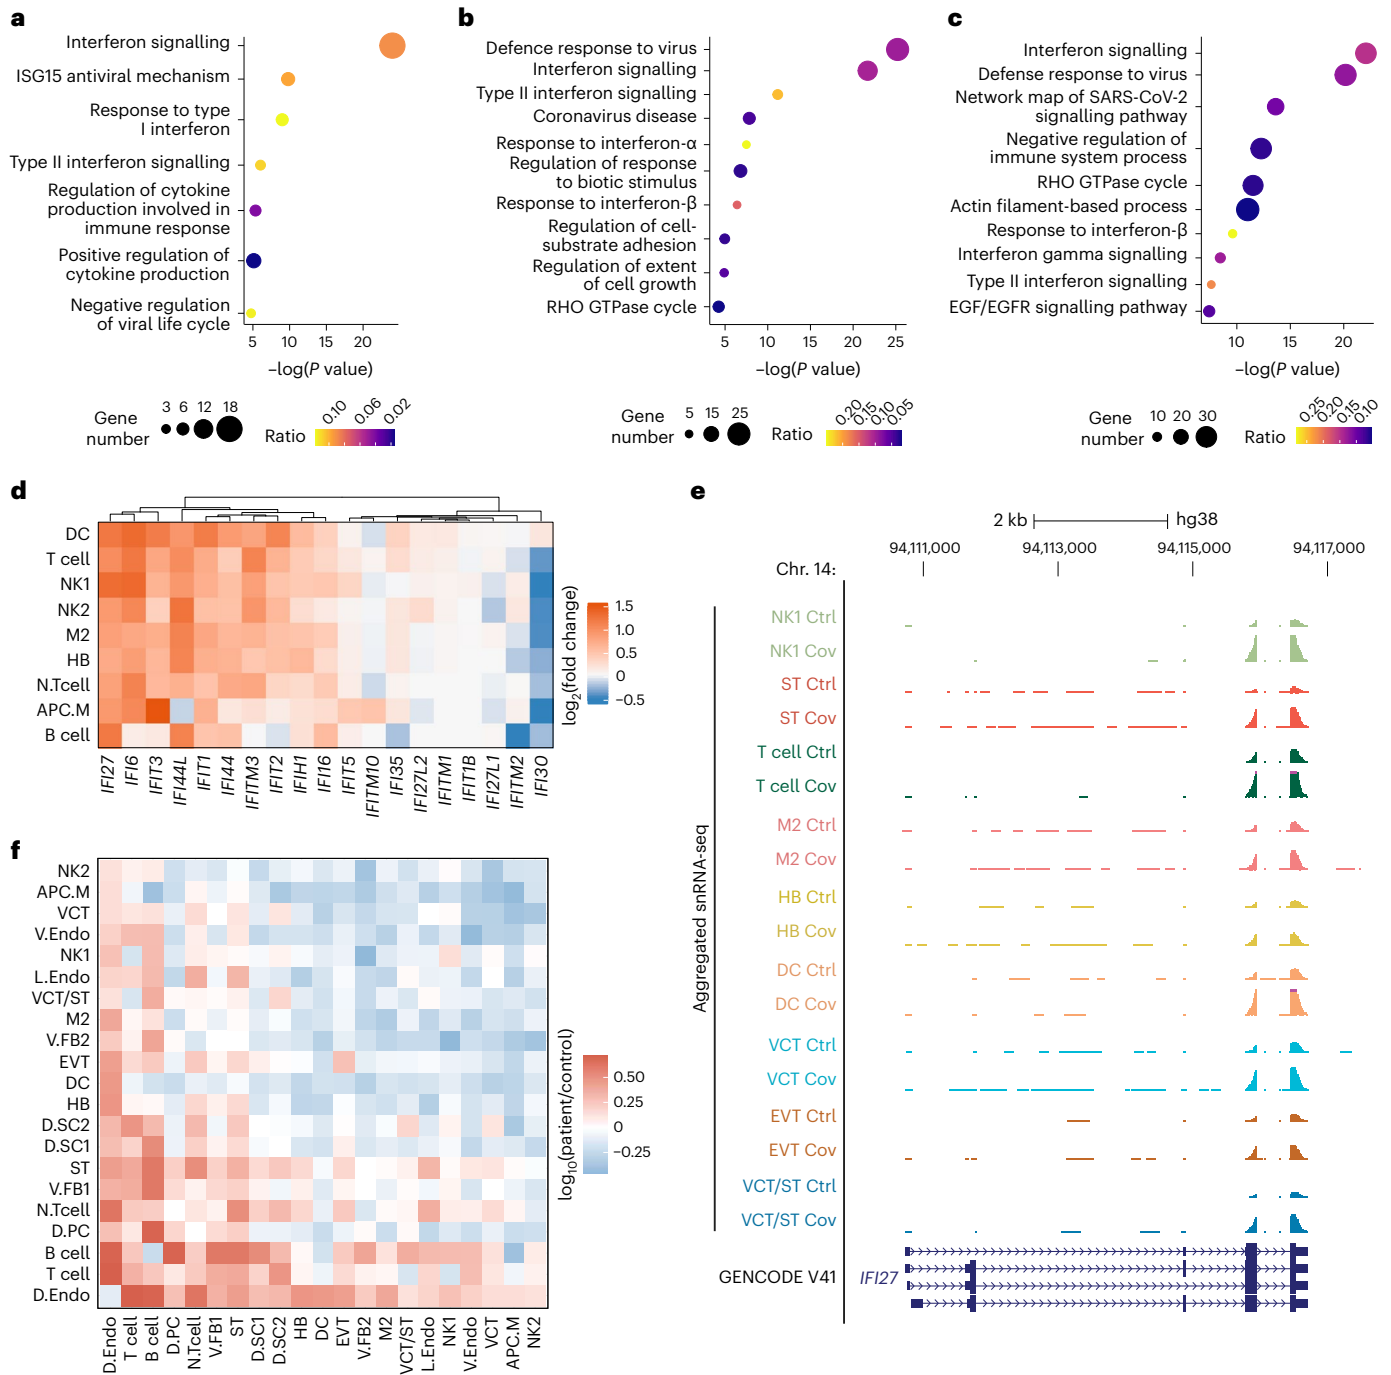 a
Interferon signalling
ISG15 antiviral mechanism
Response to type
I interferon
Type II interferon signalling
Regulation of cytokine
production involved in
immune response
Positive regulation of
cytokine production
Negative regulation
of viral life cycle
5 10 15 20
–log(P value)
Gene
number
3 6 12 18
Ratio
0.10 0.06 0.02
b
Defence response to virus
Interferon signalling
Type II interferon signalling
Coronavirus disease
Response to interferon-α
Regulation of response
to biotic stimulus
Response to interferon-β
Regulation of cell-
substrate adhesion
Regulation of extent
of cell growth
RHO GTPase cycle
5 10 15 20 25
–log(P value)
Gene
number
5 15 25
Ratio
0.20 0.15 0.10 0.05
c
Interferon signalling
Defense response to virus
Network map of SARS-CoV-2
signalling pathway
Negative regulation of
immune system process
RHO GTPase cycle
Actin filament-based process
Response to interferon-β
Interferon gamma signalling
Type II interferon signalling
EGF/EGFR signalling pathway
10 15 20
–log(P value)
Gene
number
10 20 30
Ratio
0.25 0.20 0.15 0.10
d
DC
T cell
NK1
NK2
M2
HB
N.Tcell
APC.M
B cell
IFI27 IFI6 IFIT3 IFI44L IFIT1 IFI44 IFITM3 IFIT2 IFIH1 IFI16 IFIT5 IFITM10 IFI35 IFI27L2 IFITM1 IFIT1B IFI27L1 IFITM2 IFI30
log2(fold change)
1.5
1.0
0.5
0
−0.5
e
2 kb hg38
94,111,000 94,113,000 94,115,000 94,117,000
Chr. 14:
Aggregated snRNA-seq
NK1 Ctrl
NK1 Cov
ST Ctrl
ST Cov
T cell Ctrl
T cell Cov
M2 Ctrl
M2 Cov
HB Ctrl
HB Cov
DC Ctrl
DC Cov
VCT Ctrl
VCT Cov
EVT Ctrl
EVT Cov
VCT/ST Ctrl
VCT/ST Cov
GENCODE V41 IFI27
f
NK2
APC.M
VCT
V.Endo
NK1
L.Endo
VCT/ST
M2
V.FB2
EVT
DC
HB
D.SC2
D.SC1
ST
V.FB1
N.Tcell
D.PC
B cell
T cell
D.Endo
D.Endo T cell B cell D.PC N.Tcell V.FB1 ST D.SC1 D.SC2 HB DC EVT V.FB2 M2 VCT/ST L.Endo NK1 V.Endo VCT APC.M NK2
log10(patient/control)
0.50
0.25
0
−0.25